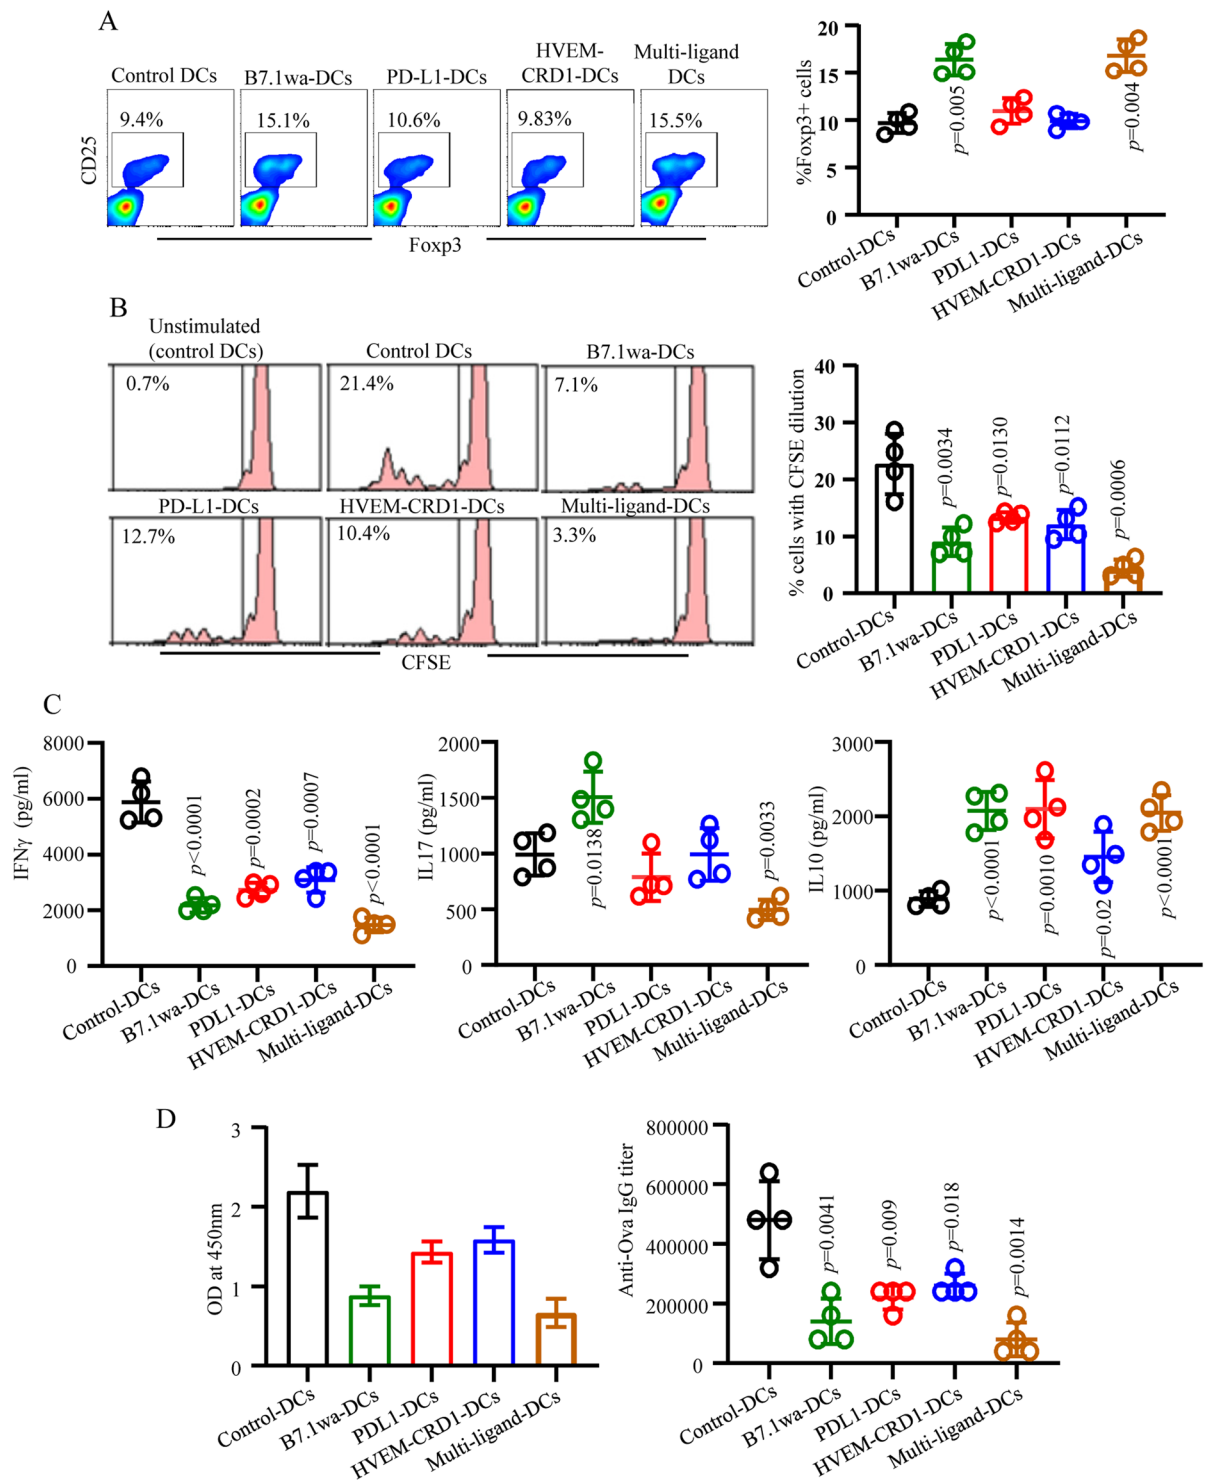 A
Control DCs
B7.1wa-DCs
PD-L1-DCs
HVEM-
CRD1-DCs
Multi-ligand
DCs
9.4%
15.1%
10.6%
9.83%
15.5%
CD25
Foxp3
%Foxp3+ cells
20
15
10
5
0
p=0.005
p=0.004
Control-DCs
B7.1wa-DCs
PDL1-DCs
HVEM-CRD1-DCs
Multi-ligand-DCs
B
Unstimulated
(control DCs)
Control DCs
B7.1wa-DCs
0.7%
21.4%
7.1%
PD-L1-DCs
HVEM-CRD1-DCs
Multi-ligand-DCs
12.7%
10.4%
3.3%
CFSE
% cells with CFSE dilution
40
30
20
10
0
p=0.0034
p=0.0130
p=0.0112
p=0.0006
Control-DCs
B7.1wa-DCs
PDL1-DCs
HVEM-CRD1-DCs
Multi-ligand-DCs
C
IFNγ (pg/ml)
8000
6000
4000
2000
0
p<0.0001
p=0.0002
p=0.0007
p<0.0001
Control-DCs
B7.1wa-DCs
PDL1-DCs
HVEM-CRD1-DCs
Multi-ligand-DCs
IL17 (pg/ml)
2000
1500
1000
500
0
p=0.0138
p=0.0033
Control-DCs
B7.1wa-DCs
PDL1-DCs
HVEM-CRD1-DCs
Multi-ligand-DCs
IL10 (pg/ml)
3000
2000
1000
0
p<0.0001
p=0.0010
p=0.02
p<0.0001
Control-DCs
B7.1wa-DCs
PDL1-DCs
HVEM-CRD1-DCs
Multi-ligand-DCs
D
OD at 450nm
3
2
1
0
Control-DCs
B7.1wa-DCs
PDL1-DCs
HVEM-CRD1-DCs
Multi-ligand-DCs
Anti-Ova IgG titer
800000
600000
400000
200000
0
p=0.0041
p=0.009
p=0.018
p=0.0014
Control-DCs
B7.1wa-DCs
PDL1-DCs
HVEM-CRD1-DCs
Multi-ligand-DCs